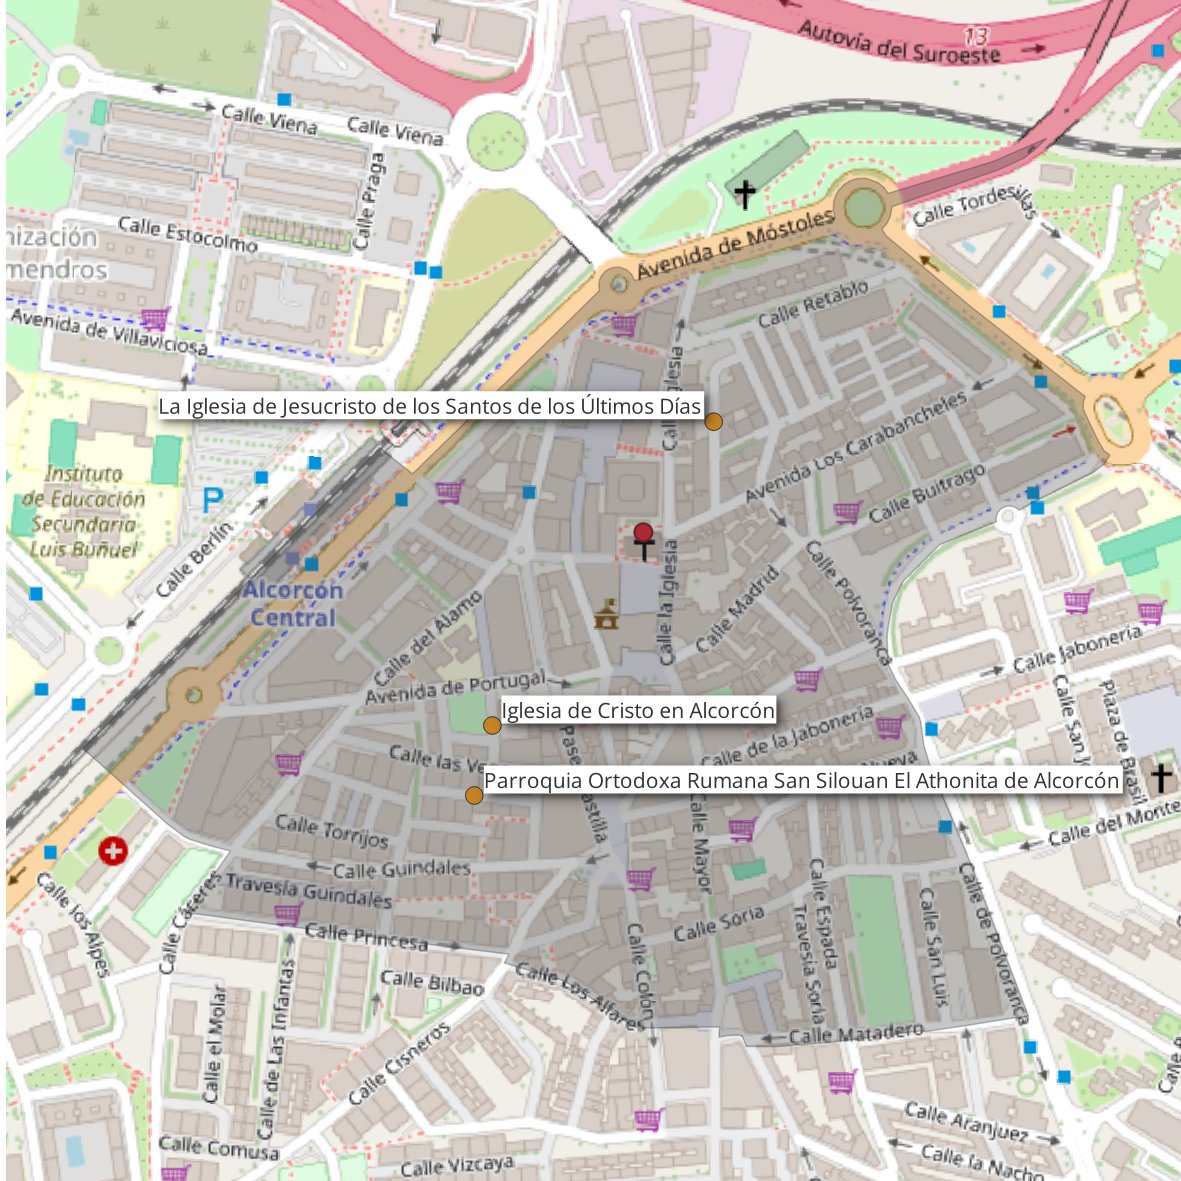 Autovía del Suroeste
13
Calle Viena
Calle Viena
Calle Praga
Calle Tordesillas
Calle Estocolmo
nización
mendros
Avenida de Móstoles
Calle Retablo
Avenida de Villaviciosa
La Iglesia de Jesucristo de los Santos de los Últimos Días
Avenida Los Carabancheles
Calle Buitrago
Instituto
de Educación
Secundaria
Luis Buñuel
P
Calle Berlín
Alcorcón
Central
Calle la Iglesia
Calle Madrid
Calle Polvoranca
Calle del Álamo
Avenida de Portugal
Calle Jabonería
Iglesia de Cristo en Alcorcón
Calle de la Jabonería
Calle las Ve
Plaza de Brasil
Calle San J
Parroquia Ortodoxa Rumana San Silouan El Athonita de Alcorcón
Calle Torrijos
Calle Mayor
Calle del Monte
Calle Guindales
Travesía Guindales
Calle los Alpes
Calle Cáceres
Calle Princesa
Calle Soria
Calle Espada
Travesía Soria
Calle San Luis
Calle de Polvoranca
Calle Colón
Calle Los Alfares
Calle Bilbao
Calle Matadero
Calle el Molar
Calle de Las Infantas
Calle Cisneros
Calle Comusa
Calle Vizcaya
Calle Aranjuez
Calle la Nacho